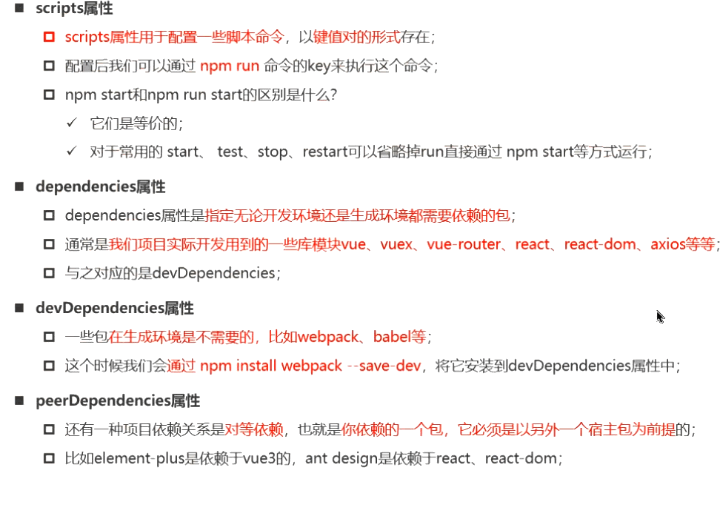 scripts属性
scripts属性用于配置一些脚本命令，以键值对的形式存在；
配置后我们可以通过 npm run 命令的key来执行这个命令；
npm start和npm run start的区别是什么？
它们是等价的；
对于常用的 start、 test、stop、restart可以省略掉run直接通过 npm start等方式运行；
dependencies属性
dependencies属性是指定无论开发环境还是生成环境都需要依赖的包；
通常是我们项目实际开发用到的一些库模块vue、vuex、vue-router、react、react-dom、axios等等；
与之对应的是devDependencies；
devDependencies属性
一些包在生成环境是不需要的，比如webpack、babel等；
这个时候我们会通过 npm install webpack --save-dev，将它安装到devDependencies属性中；
peerDependencies属性
还有一种项目依赖关系是对等依赖，也就是你依赖的一个包，它必须是以另外一个宿主包为前提的；
比如element-plus是依赖于vue3的，ant design是依赖于react、react-dom；